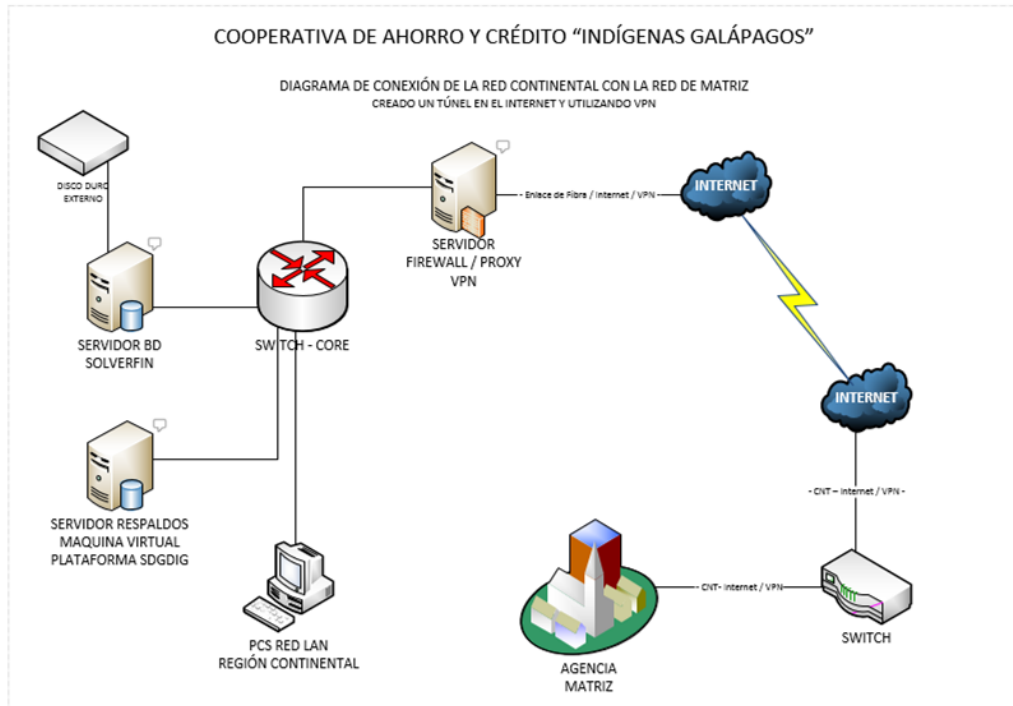 COOPERATIVA DE AHORRO Y CRÉDITO “INDÍGENAS GALÁPAGOS”
DIAGRAMA DE CONEXIÓN DE LA RED CONTINENTAL CON LA RED DE MATRIZ
CREADO UN TÚNEL EN EL INTERNET Y UTILIZANDO VPN
DISCO DURO
EXTERNO
SERVIDOR
FIREWALL / PROXY
VPN
- Enlace de Fibra / Internet / VPN -
INTERNET
SERVIDOR BD
SOLVERFIN
SWITCH - CORE
INTERNET
SERVIDOR RESPALDOS
MAQUINA VIRTUAL
PLATAFORMA SDGDIG
- CNT – Internet / VPN -
PCS RED LAN
REGIÓN CONTINENTAL
AGENCIA
MATRIZ
- CNT- Internet / VPN-
SWITCH